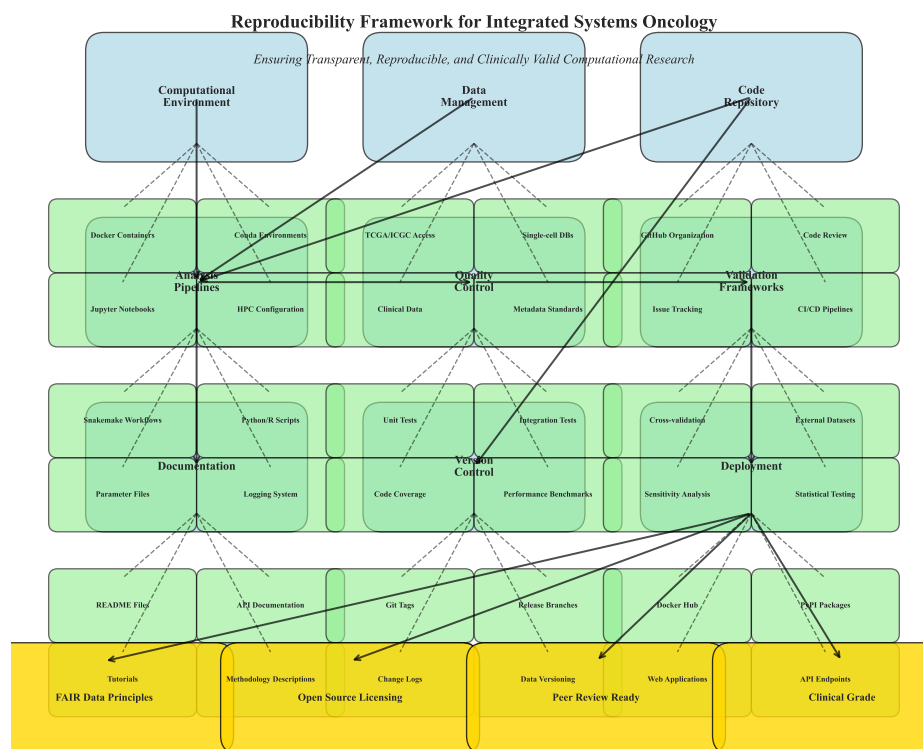 Reproducibility Framework for Integrated Systems Oncology
Ensuring Transparent, Reproducible, and Clinically Valid Computational Research
Computational
Environment
Data
Management
Code
Repository
Docker Containers
Conda Environments
TCGA/ICGC Access
Single-cell DBs
GitHub Organization
Code Review
Analysis
Pipelines
Quality
Control
Validation
Frameworks
Jupyter Notebooks
HPC Configuration
Clinical Data
Metadata Standards
Issue Tracking
CI/CD Pipelines
Snakemake Workflows
Python/R Scripts
Unit Tests
Integration Tests
Cross-validation
External Datasets
Documentation
Version
Control
Deployment
Parameter Files
Logging System
Code Coverage
Performance Benchmarks
Sensitivity Analysis
Statistical Testing
README Files
API Documentation
Git Tags
Release Branches
Docker Hub
PyPI Packages
Tutorials
Methodology Descriptions
Change Logs
Data Versioning
Web Applications
API Endpoints
FAIR Data Principles
Open Source Licensing
Peer Review Ready
Clinical Grade